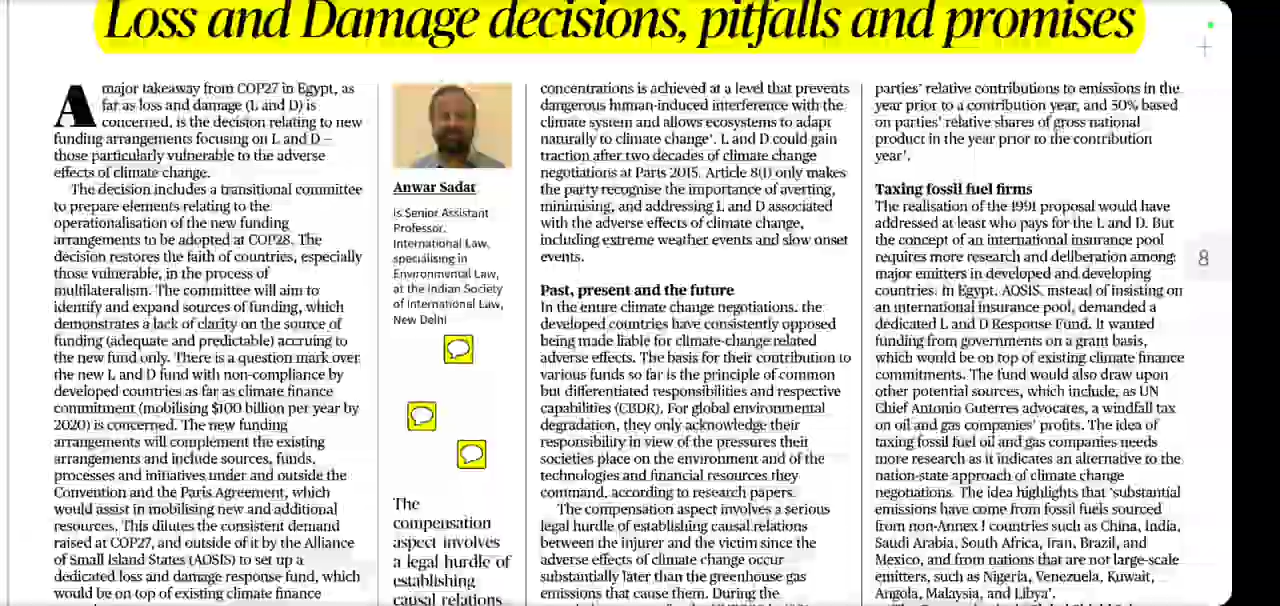 Loss and Damage decisions, pitfalls and promises
A major takeaway from COP27 in Egypt, as
far as loss and damage (L and D) is
concerned, is the decision relating to new
funding arrangements focusing on L and D –
those particularly vulnerable to the adverse
effects of climate change.
The decision includes a transitional committee
to prepare elements relating to the
operationalisation of the new funding
arrangements to be adopted at COP28. The
decision restores the faith of countries, especially
those vulnerable, in the process of
multilateralism. The committee will aim to
identify and expand sources of funding, which
demonstrates a lack of clarity on the source of
funding (adequate and predictable) accruing to
the new fund only. There is a question mark over
the new L and D fund with non-compliance by
developed countries as far as climate finance
commitment (mobilising $100 billion per year by
2020) is concerned. The new funding
arrangements will complement the existing
arrangements and include sources, funds,
processes and initiatives under and outside the
Convention and the Paris Agreement, which
would assist in mobilising new and additional
resources. This dilutes the consistent demand
raised at COP27, and outside of it by the Alliance
of Small Island States (AOSIS) to set up a
dedicated loss and damage response fund, which
would be on top of existing climate finance
Anwar Sadat
is Senior Assistant
Professor,
International Law,
specialising in
Environmental Law,
at the Indian Society
of International Law,
New Delhi
The
compensation
aspect involves
a legal hurdle of
establishing
causal relations
concentrations is achieved at a level that prevents
dangerous human-induced interference with the
climate system and allows ecosystems to adapt
naturally to climate change'. L and D could gain
traction after two decades of climate change
negotiations at Paris 2015. Article 8(1) only makes
the party recognise the importance of averting,
minimising, and addressing L and D associated
with the adverse effects of climate change,
including extreme weather events and slow onset
events.
Past, present and the future
In the entire climate change negotiations, the
developed countries have consistently opposed
being made liable for climate-change related
adverse effects. The basis for their contribution to
various funds so far is the principle of common
but differentiated responsibilities and respective
capabilities (CBDR). For global environmental
degradation, they only acknowledge their
responsibility in view of the pressures their
societies place on the environment and of the
technologies and financial resources they
command, according to research papers.
The compensation aspect involves a serious
legal hurdle of establishing causal relations
between the injurer and the victim since the
adverse effects of climate change occur
substantially later than the greenhouse gas
emissions that cause them. During the
parties' relative contributions to emissions in the
year prior to a contribution year, and 50% based
on parties' relative shares of gross national
product in the year prior to the contribution
year'.
Taxing fossil fuel firms
The realisation of the 1991 proposal would have
addressed at least who pays for the L and D. But
the concept of an international insurance pool
requires more research and deliberation among
major emitters in developed and developing
countries. In Egypt, AOSIS, instead of insisting on
an international insurance pool, demanded a
dedicated L and D Response Fund. It wanted
funding from governments on a grant basis,
which would be on top of existing climate finance
commitments. The fund would also draw upon
other potential sources, which include, as UN
Chief Antonio Guterres advocates, a windfall tax
on oil and gas companies' profits. The idea of
taxing fossil fuel oil and gas companies needs
more research as it indicates an alternative to the
nation-state approach of climate change
negotiations. The idea highlights that 'substantial
emissions have come from fossil fuels sourced
from non-Annex I countries such as China, India,
Saudi Arabia, South Africa, Iran, Brazil, and
Mexico, and from nations that are not large-scale
emitters, such as Nigeria, Venezuela, Kuwait,
Angola, Malaysia, and Libya'.
8